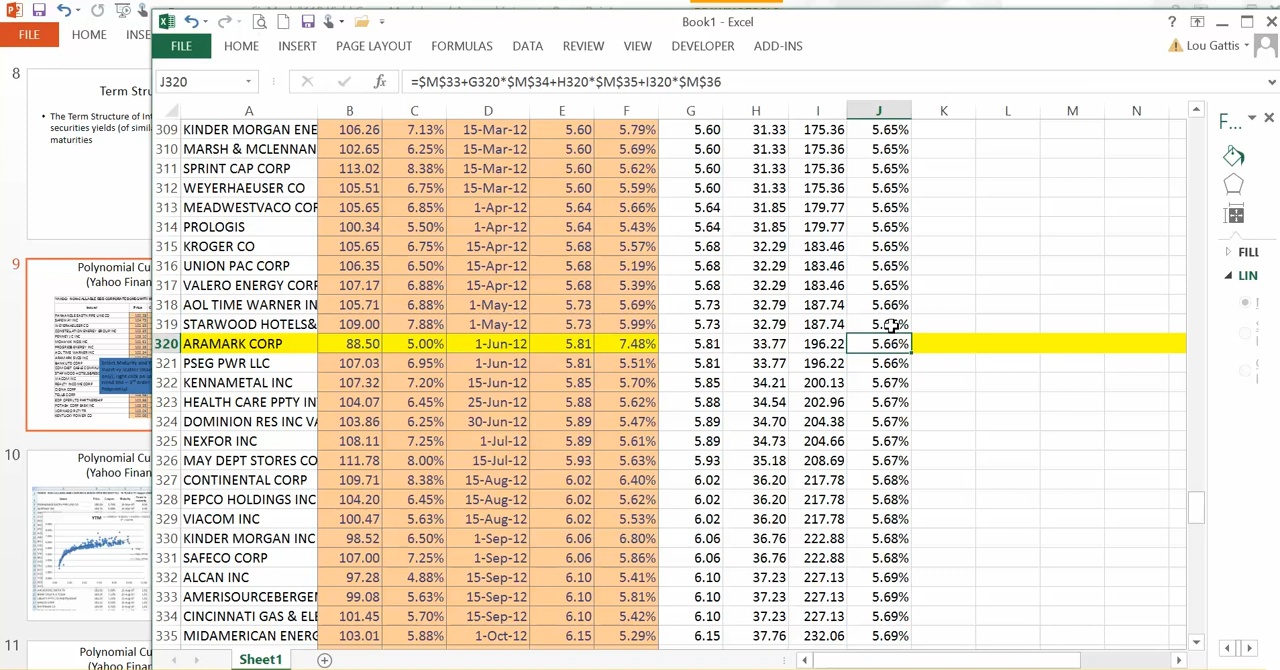 Book1 - Excel
Lou Gattis
FILE HOME INSE
FILE HOME INSERT PAGE LAYOUT FORMULAS DATA REVIEW VIEW DEVELOPER ADD-INS
J320 fx =$M$33+G320*$M$34+H320*$M$35+I320*$M$36
A B C D E F G H I J K L M N
309 KINDER MORGAN ENE 106.26 7.13% 15-Mar-12 5.60 5.79% 5.60 31.33 175.36 5.65%
310 MARSH & MCLENNAN 102.65 6.25% 15-Mar-12 5.60 5.69% 5.60 31.33 175.36 5.65%
311 SPRINT CAP CORP 113.02 8.38% 15-Mar-12 5.60 5.62% 5.60 31.33 175.36 5.65%
312 WEYERHAEUSER CO 105.51 6.75% 15-Mar-12 5.60 5.59% 5.60 31.33 175.36 5.65%
313 MEADWESTVACO COF 105.65 6.85% 1-Apr-12 5.64 5.66% 5.64 31.85 179.77 5.65%
314 PROLOGIS 100.34 5.50% 1-Apr-12 5.64 5.43% 5.64 31.85 179.77 5.65%
315 KROGER CO 105.65 6.75% 15-Apr-12 5.68 5.57% 5.68 32.29 183.46 5.65%
316 UNION PAC CORP 106.35 6.50% 15-Apr-12 5.68 5.19% 5.68 32.29 183.46 5.65%
317 VALERO ENERGY CORF 107.17 6.88% 15-Apr-12 5.68 5.39% 5.68 32.29 183.46 5.65%
318 AOL TIME WARNER IN 105.71 6.88% 1-May-12 5.73 5.69% 5.73 32.79 187.74 5.66%
319 STARWOOD HOTELS& 109.00 7.88% 1-May-12 5.73 5.99% 5.73 32.79 187.74
320 ARAMARK CORP 88.50 5.00% 1-Jun-12 5.81 7.48% 5.81 33.77 196.22 5.66%
321 PSEG PWR LLC 107.03 6.95% 1-Jun-12 5.81 5.51% 5.81 33.77 196.22 5.66%
322 KENNAMETAL INC 107.32 7.20% 15-Jun-12 5.85 5.70% 5.85 34.21 200.13 5.67%
323 HEALTH CARE PPTY IN 104.07 6.45% 25-Jun-12 5.88 5.62% 5.88 34.54 202.98 5.67%
324 DOMINION RES INC VA 103.86 6.25% 30-Jun-12 5.89 5.47% 5.89 34.70 204.38 5.67%
325 NEXFOR INC 108.11 7.25% 1-Jul-12 5.89 5.61% 5.89 34.73 204.66 5.67%
326 MAY DEPT STORES CO 111.78 8.00% 15-Jul-12 5.93 5.63% 5.93 35.18 208.69 5.67%
327 CONTINENTAL CORP 109.71 8.38% 15-Aug-12 6.02 6.40% 6.02 36.20 217.78 5.68%
328 PEPCO HOLDINGS INC 104.20 6.45% 15-Aug-12 6.02 5.57% 6.02 36.20 217.78 5.68%
329 VIACOM INC 100.47 5.63% 15-Aug-12 6.02 5.53% 6.02 36.20 217.78 5.68%
330 KINDER MORGAN INC 98.52 6.50% 1-Sep-12 6.06 6.80% 6.06 36.75 222.88 5.68%
331 SAFECO CORP 107.00 7.25% 1-Sep-12 6.06 5.86% 6.06 36.75 222.88 5.68%
332 ALCAN INC 97.28 4.88% 15-Sep-12 6.10 5.41% 6.10 37.23 227.13 5.69%
333 AMERISOURCEBERGEN 101.04 5.63% 15-Sep-12 6.10 5.81% 6.10 37.23 227.13 5.69%
334 CINCINNATI GAS & ELE 101.45 5.70% 15-Sep-12 6.10 5.42% 6.10 37.23 227.13 5.69%
335 MIDAMERICAN ENERG 103.01 5.88% 1-Oct-12 6.15 5.29% 6.15 37.76 232.06 5.69%
Sheet1
8
Term Struc
The Term Structure of In
securities yields (of simila
maturities
9
Polynomial Cu
(Yahoo Finan
10
Polynomial Cu
(Yahoo Finan
11
Polynomial Cu
F...
FILL
LIN